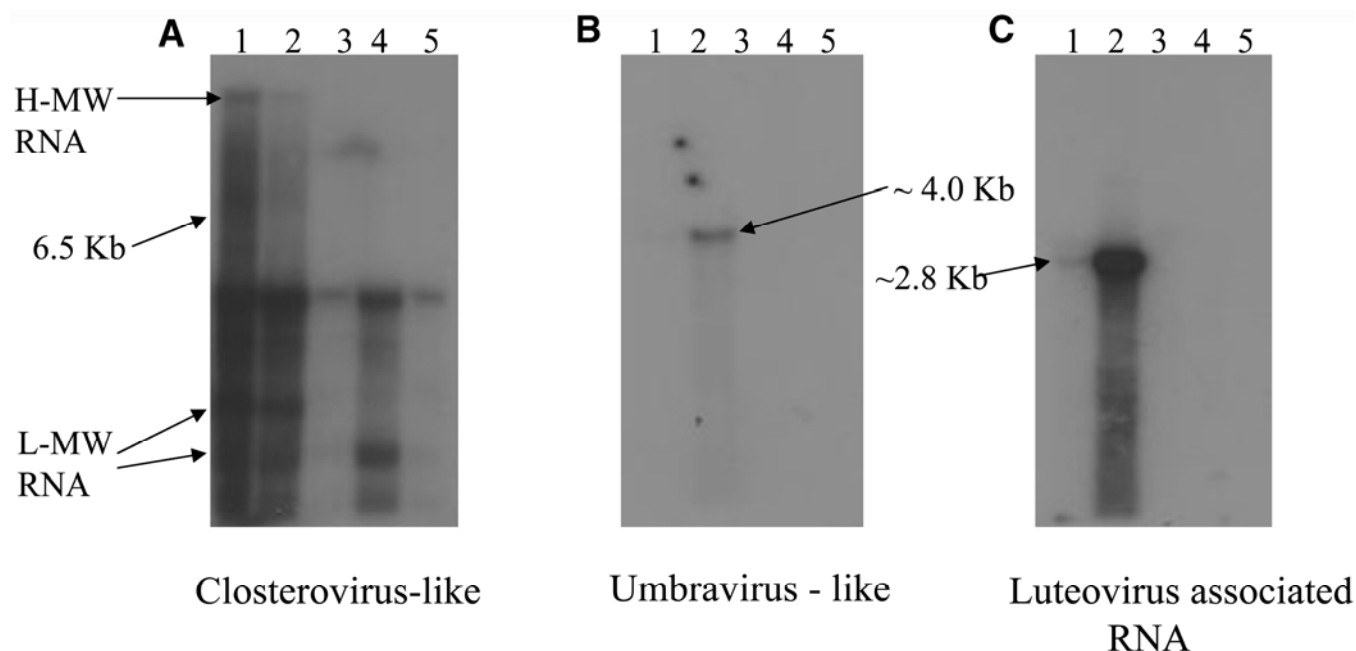 A
1 2 3 4 5
B
1 2 3 4 5
C
1 2 3 4 5
H-MW
RNA
6.5 Kb
L-MW
RNA
~ 4.0 Kb
~2.8 Kb
Closterovirus-like
Umbravirus - like
Luteovirus associated
RNA